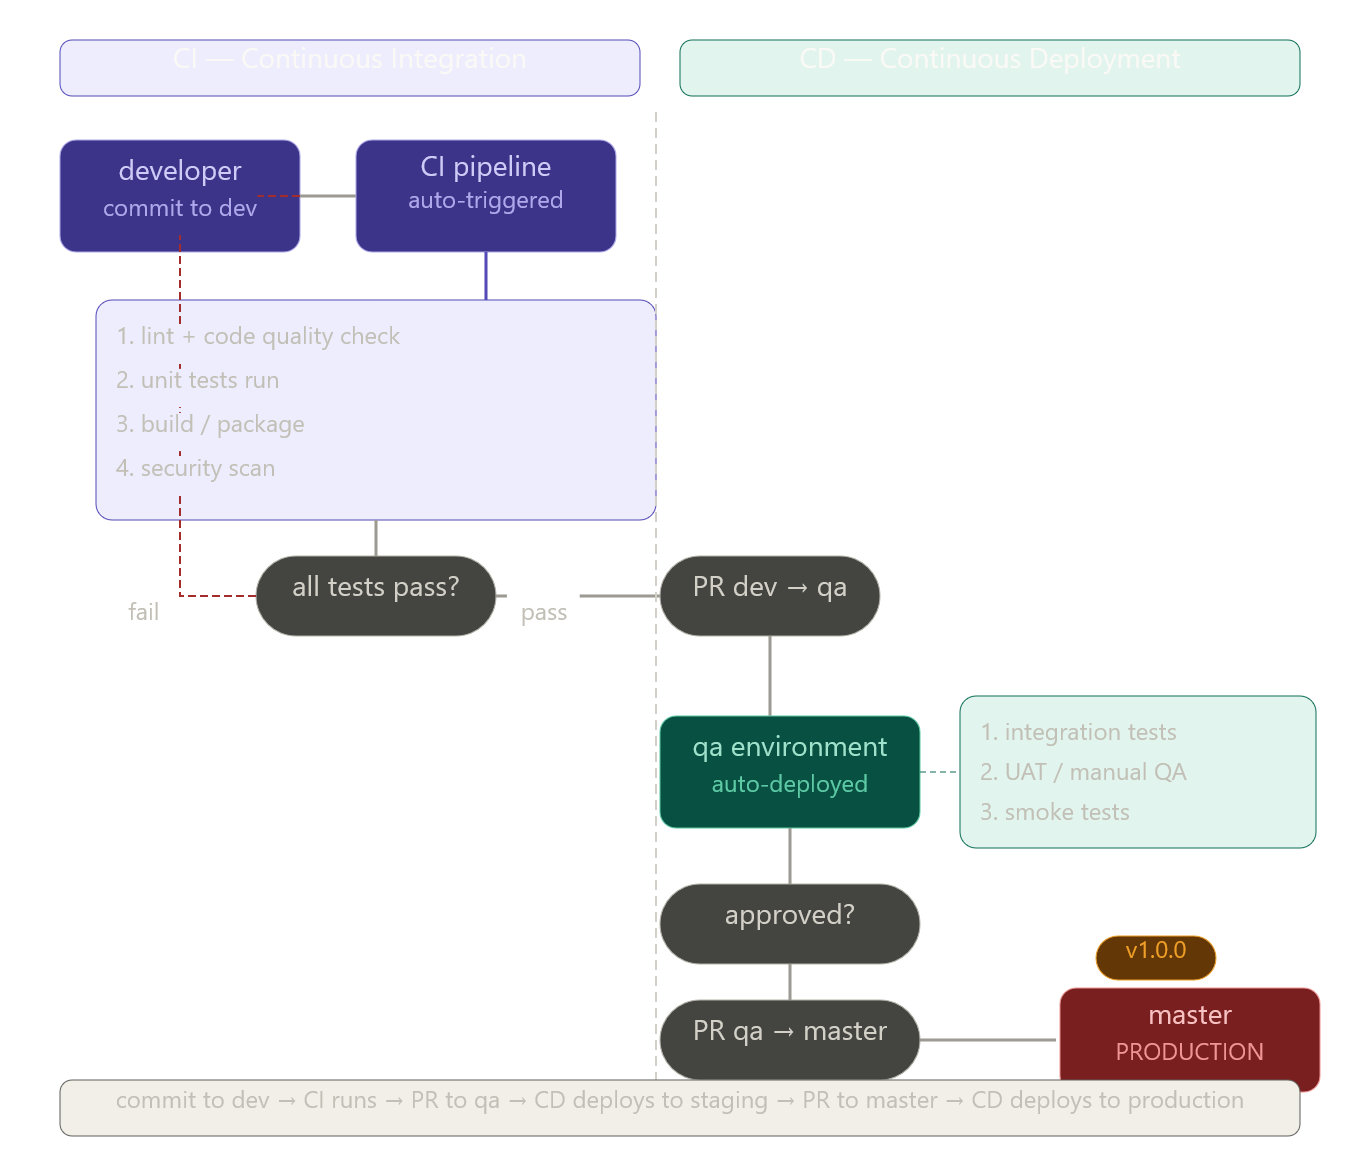 CI — Continuous Integration
CD — Continuous Deployment
developer
commit to dev
CI pipeline
auto-triggered
1. lint + code quality check
2. unit tests run
3. build / package
4. security scan
all tests pass?
fail
pass
PR dev → qa
qa environment
auto-deployed
1. integration tests
2. UAT / manual QA
3. smoke tests
approved?
v1.0.0
PR qa → master
master
PRODUCTION
commit to dev → CI runs → PR to qa → CD deploys to staging → PR to master → CD deploys to production